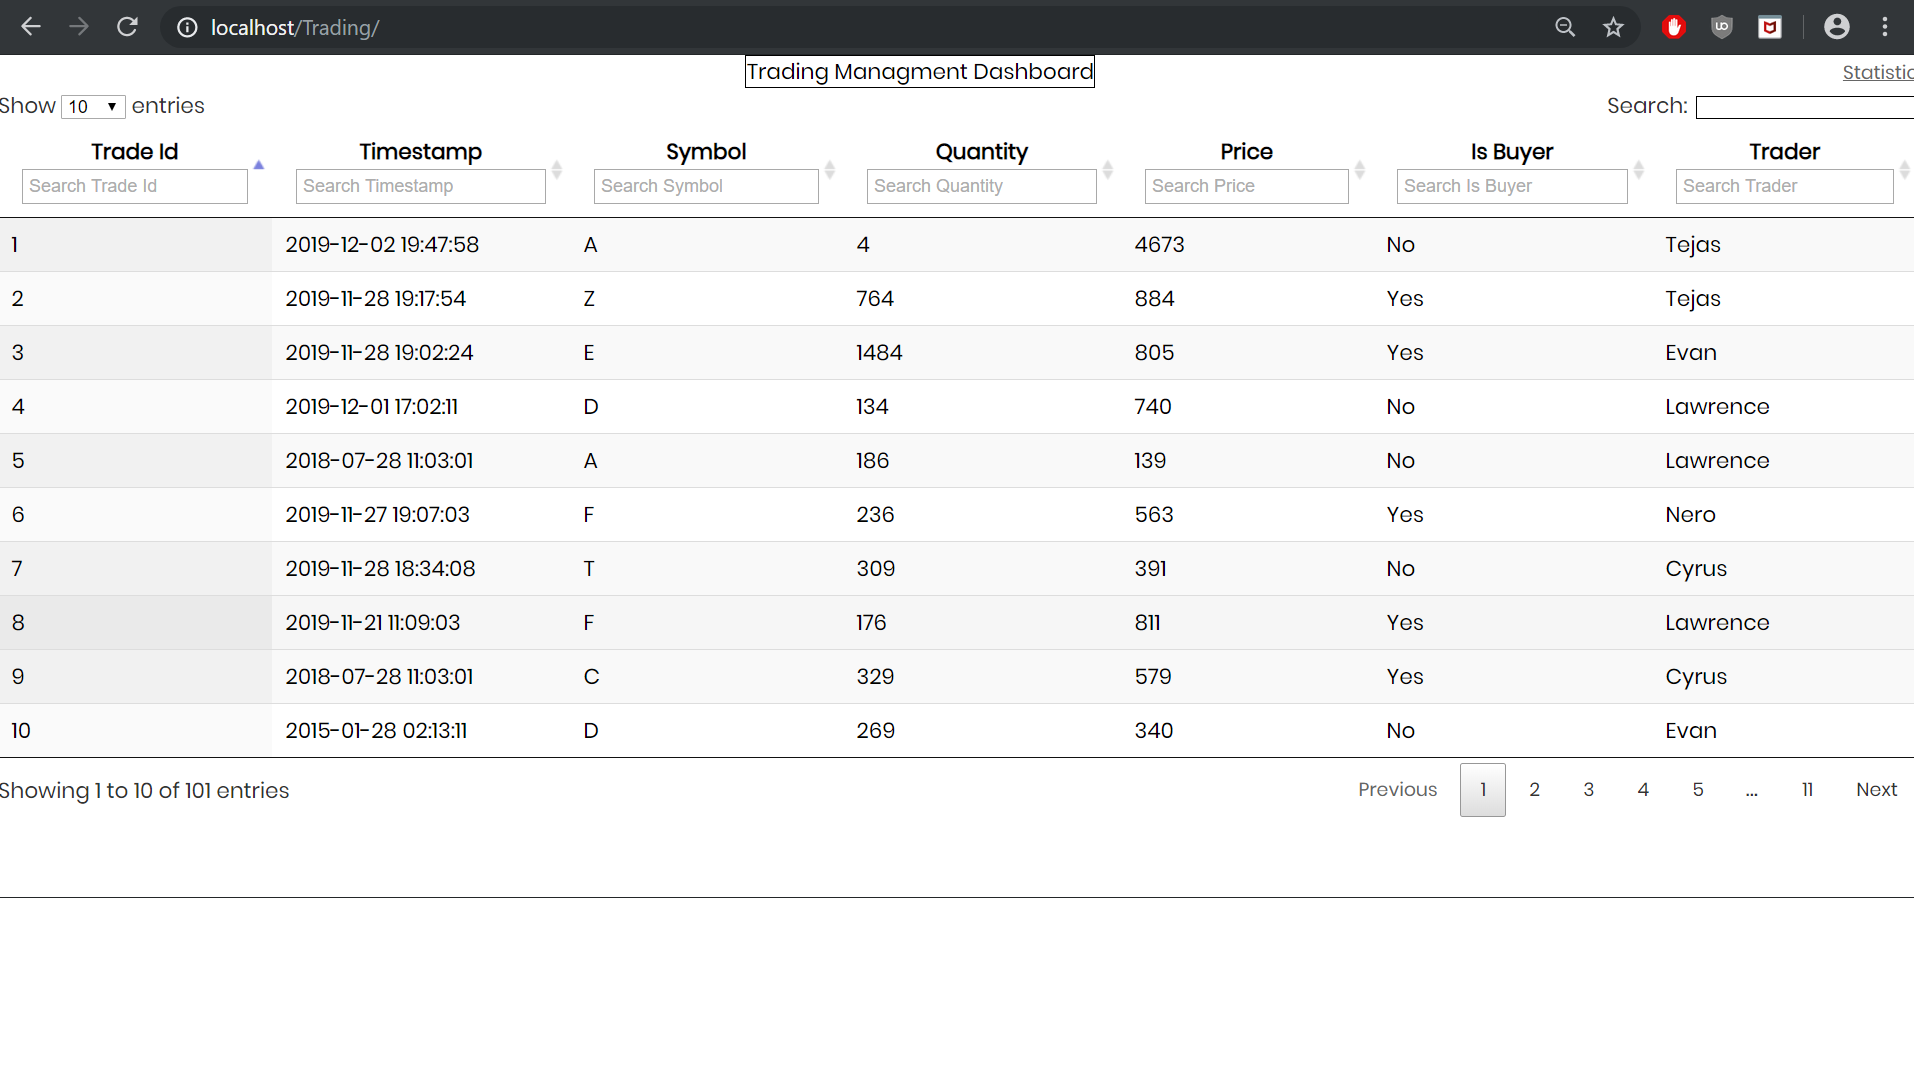 localhost/Trading/
Trading Managment Dashboard
Statistic
Show 10 entries
Search:
Trade Id Timestamp Symbol Quantity Price Is Buyer Trader
Search Trade Id Search Timestamp Search Symbol Search Quantity Search Price Search Is Buyer Search Trader
1 2019-12-02 19:47:58 A 4 4673 No Tejas
2 2019-11-28 19:17:54 Z 764 884 Yes Tejas
3 2019-11-28 19:02:24 E 1484 805 Yes Evan
4 2019-12-01 17:02:11 D 134 740 No Lawrence
5 2018-07-28 11:03:01 A 186 139 No Lawrence
6 2019-11-27 19:07:03 F 236 563 Yes Nero
7 2019-11-28 18:34:08 T 309 391 No Cyrus
8 2019-11-21 11:09:03 F 176 811 Yes Lawrence
9 2018-07-28 11:03:01 C 329 579 Yes Cyrus
10 2015-01-28 02:13:11 D 269 340 No Evan
Showing 1 to 10 of 101 entries
Previous 1 2 3 4 5 ... 11 Next